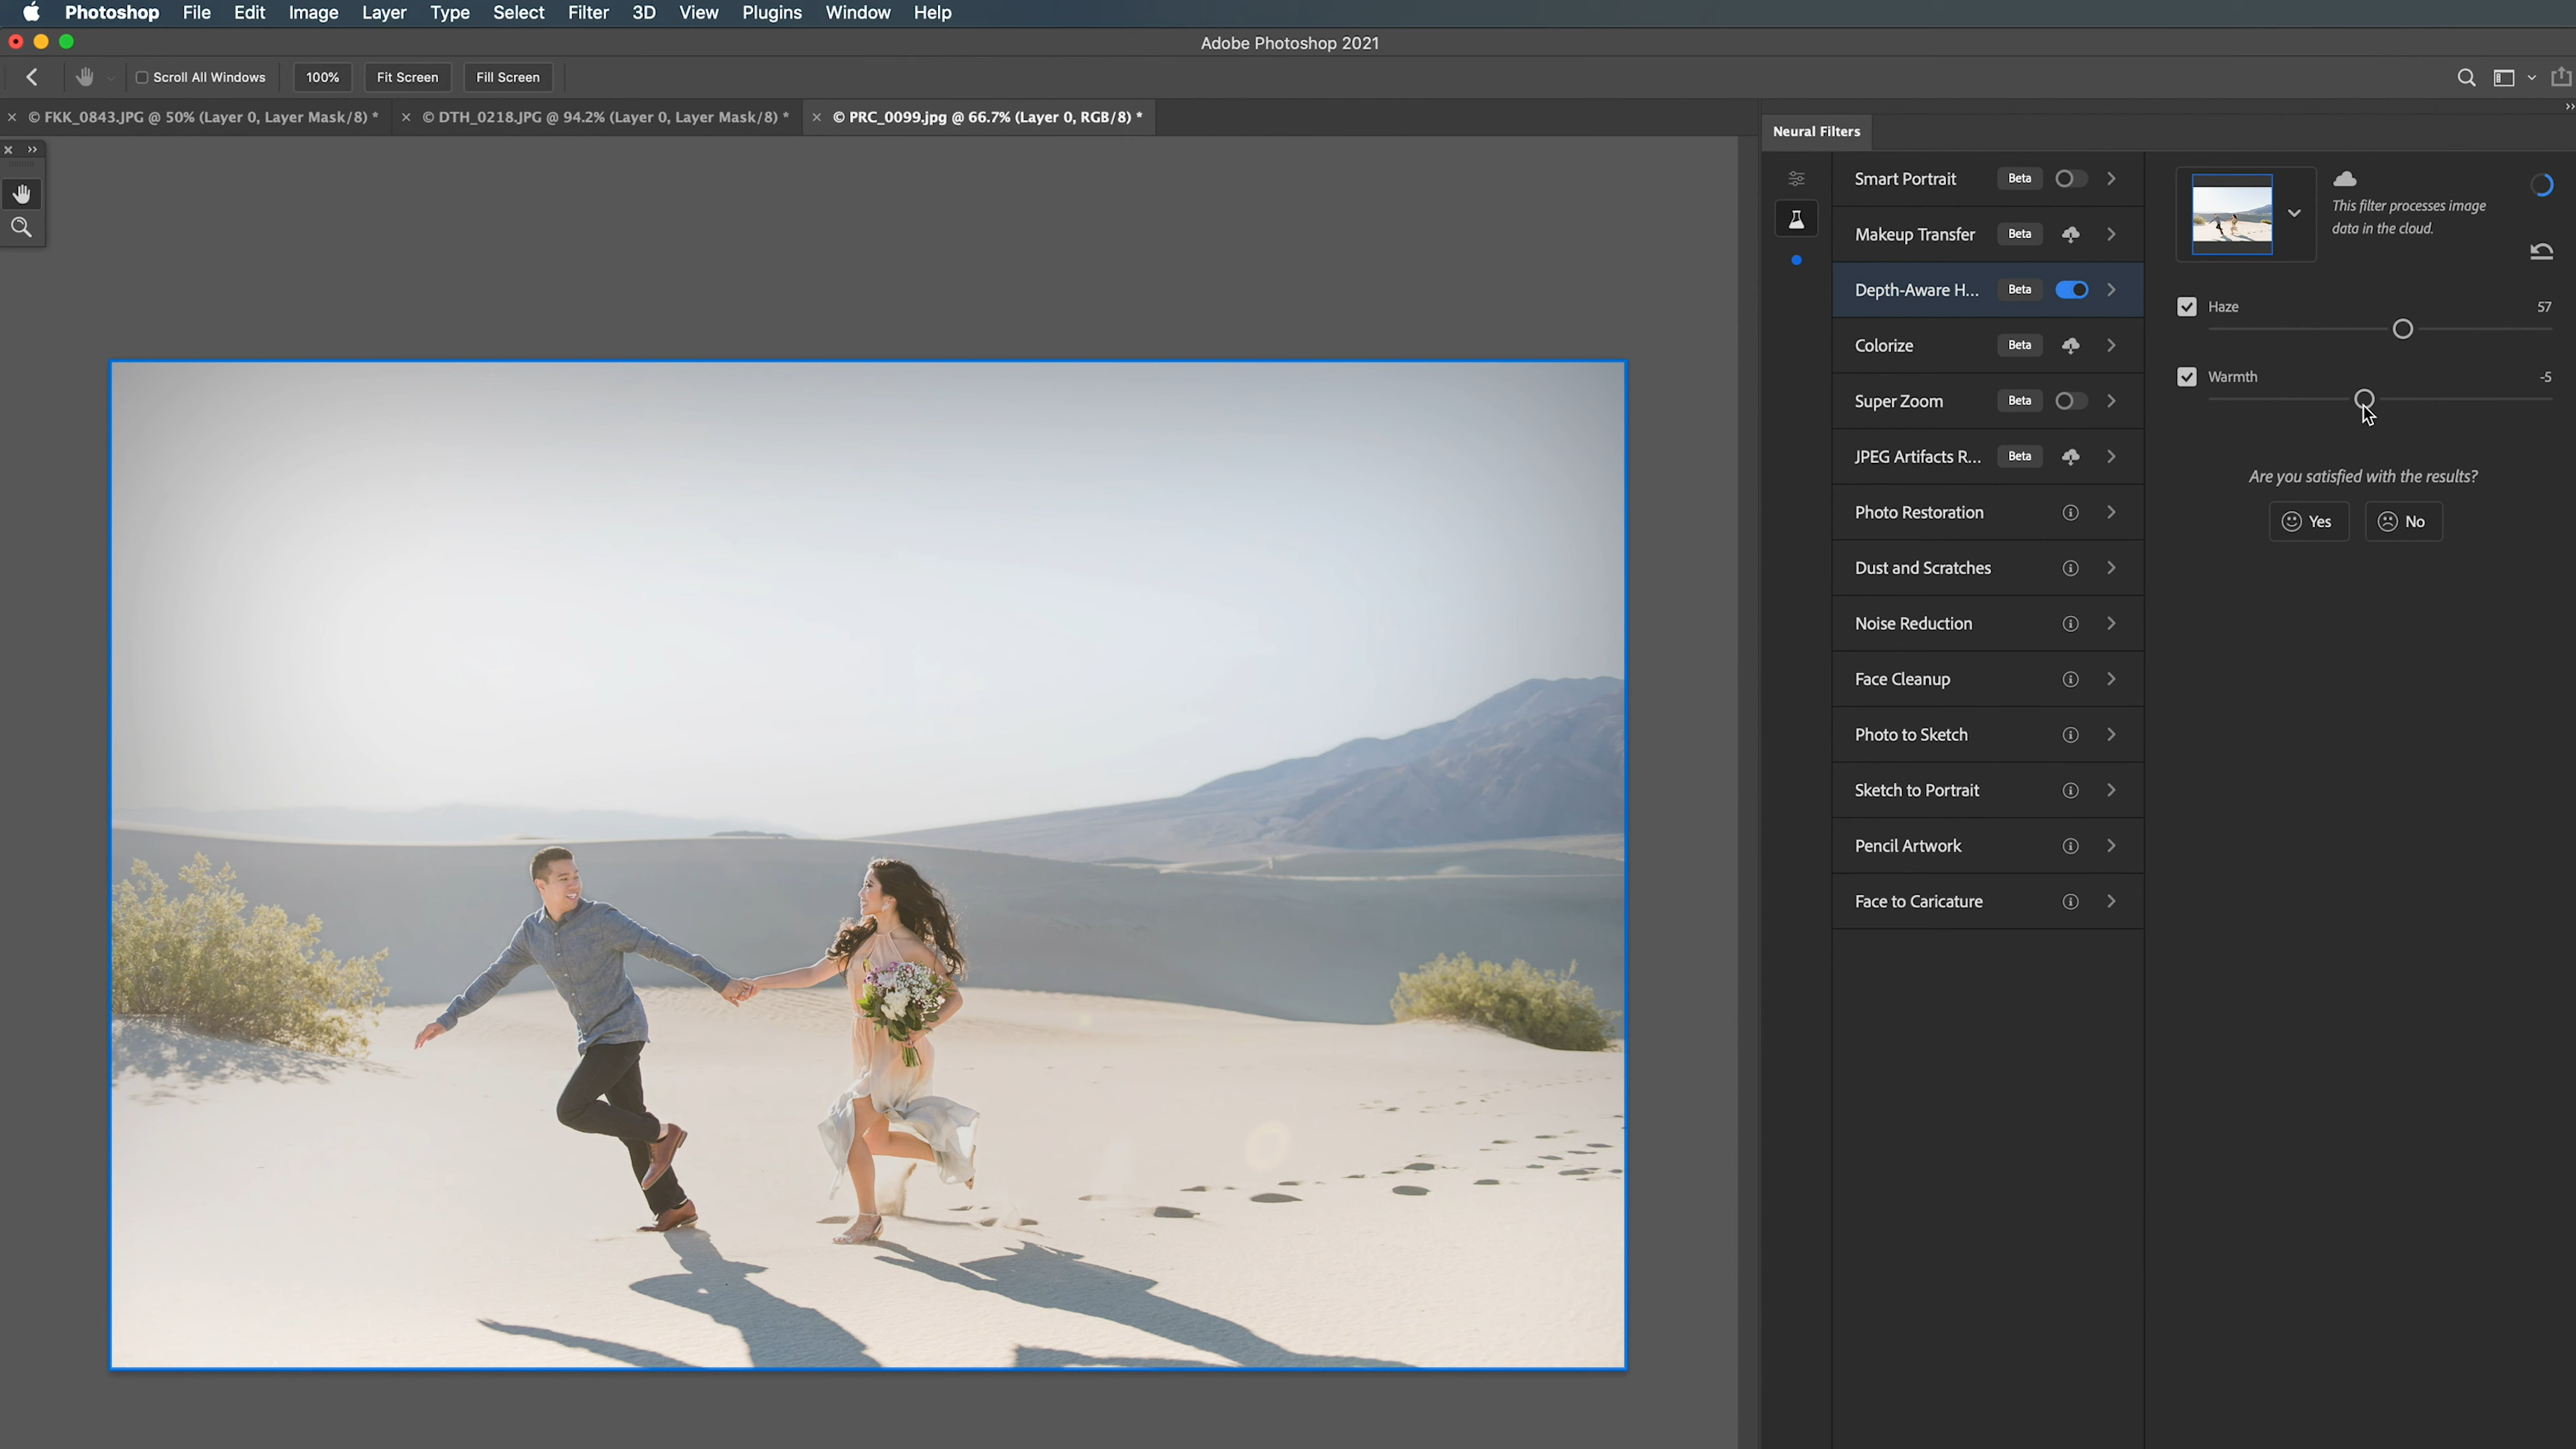 Photoshop File Edit Image Layer Type Select Filter 3D View Plugins Window Help
Adobe Photoshop 2021
Scroll All Windows 100% Fit Screen Fill Screen
© FKK_0843.JPG @ 50% (Layer 0, Layer Mask/8) *
© DTH_0218.JPG @ 94.2% (Layer 0, Layer Mask/8) *
© PRC_0099.jpg @ 66.7% (Layer 0, RGB/8) *
Neural Filters
Smart Portrait Beta
Makeup Transfer Beta
Depth-Aware H... Beta
Colorize Beta
Super Zoom Beta
JPEG Artifacts R... Beta
Photo Restoration
Dust and Scratches
Noise Reduction
Face Cleanup
Photo to Sketch
Sketch to Portrait
Pencil Artwork
Face to Caricature
This filter processes image
data in the cloud.
Haze 57
Warmth -5
Are you satisfied with the results?
Yes No